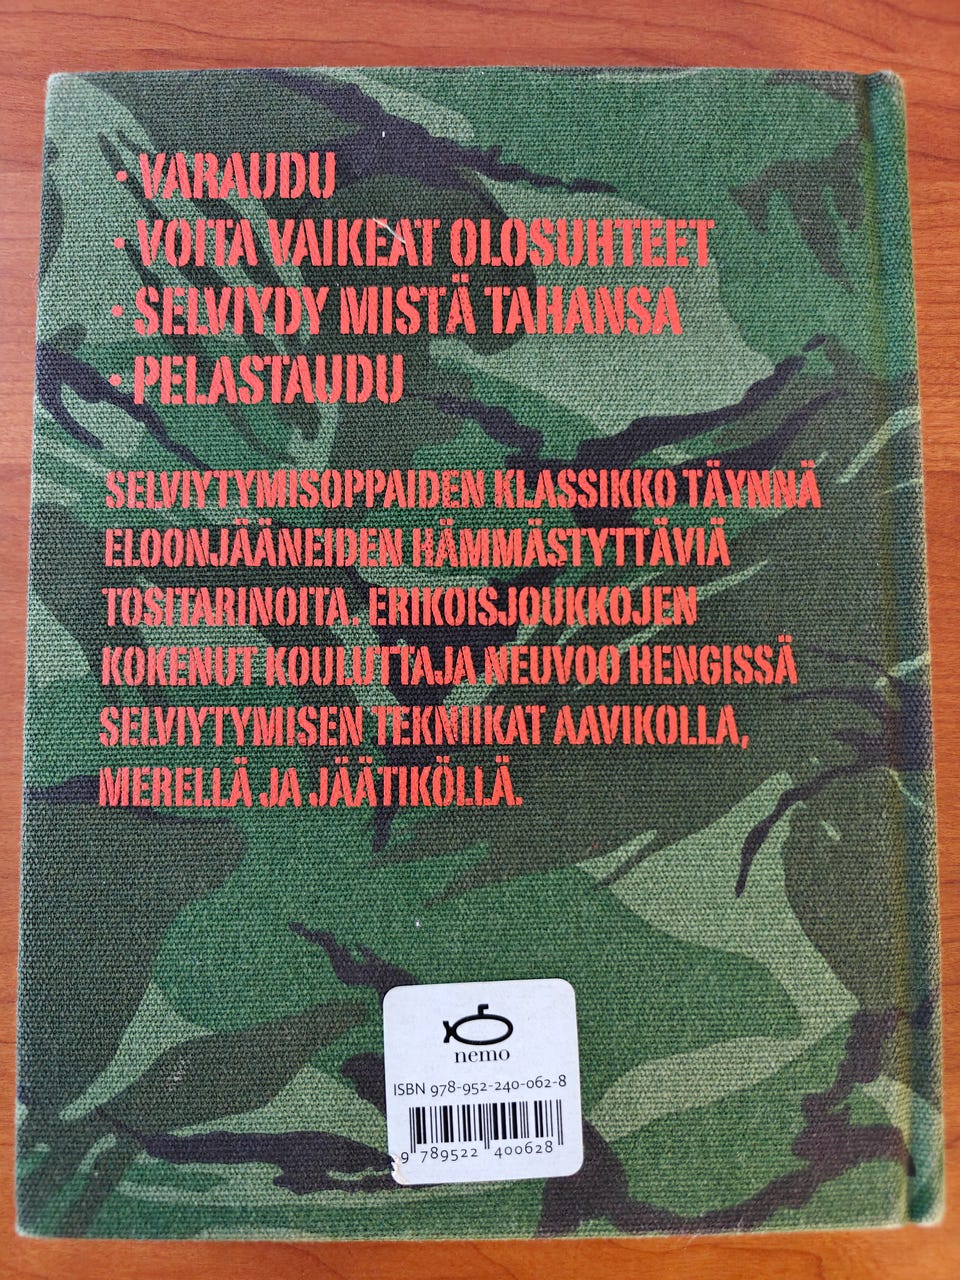 · VARAUDU
· VOITA VAIKEAT OLOSUHTEET
· SELVIYDY MISTÄ TAHANSA
· PELASTAUDU
SELVIYTYMISOPPAIDEN KLASSIKKO TÄYNNÄ
ELOONJÄÄNEIDEN HÄMMÄSTYTTÄVIÄ
TOSITARINOITA. ERIKOISJOUKKOJEN
KOKENUT KOULUTTAJA NEUVOO HENGISSÄ
SELVIYTYMISEN TEKNIIKAT AAVIKOLLA,
MERELLÄ JA JÄÄTIKÖLLÄ.
nemo
ISBN 978-952-240-062-8
9 789522 400628